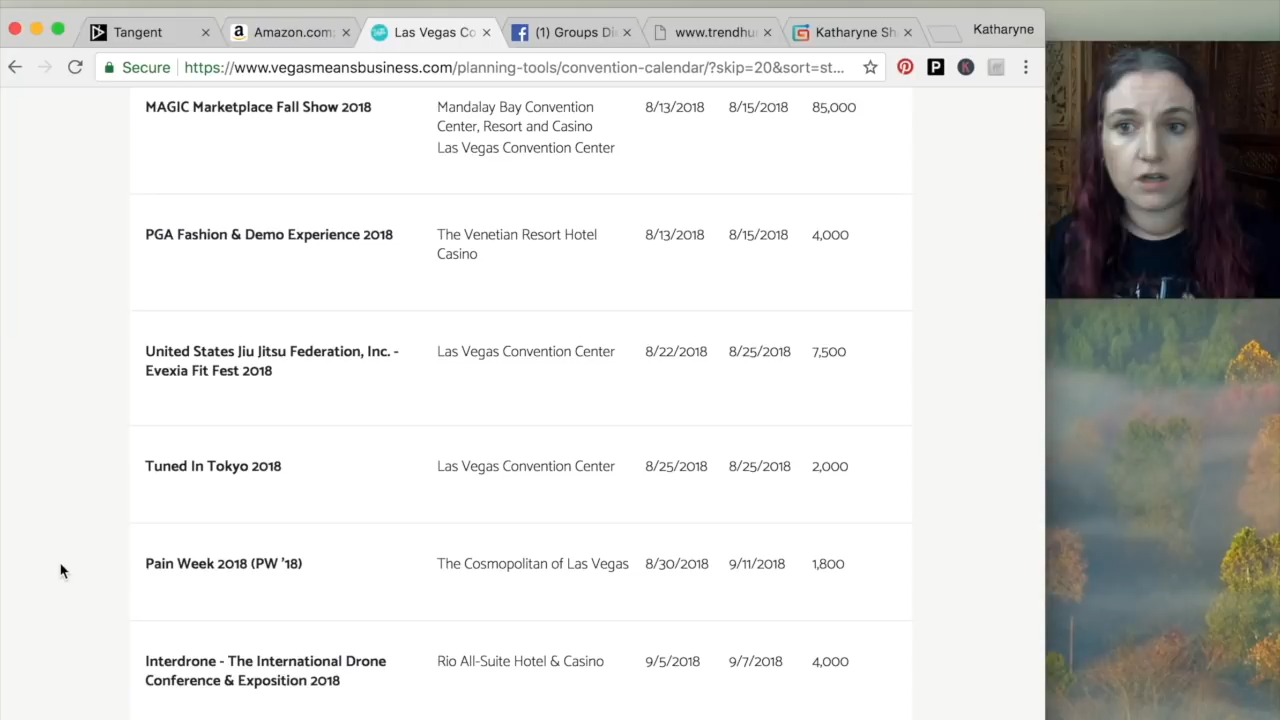 Tangent
Amazon.com:
Las Vegas Co
(1) Groups Di
www.trendhu
Katharyne Sh
Katharyne
Secure
https://www.vegasmeansbusiness.com/planning-tools/convention-calendar/?skip=20&sort=st...
MAGIC Marketplace Fall Show 2018
Mandalay Bay Convention
Center, Resort and Casino
Las Vegas Convention Center
8/13/2018
8/15/2018
85,000
PGA Fashion & Demo Experience 2018
The Venetian Resort Hotel
Casino
8/13/2018
8/15/2018
4,000
United States Jiu Jitsu Federation, Inc. -
Evexia Fit Fest 2018
Las Vegas Convention Center
8/22/2018
8/25/2018
7,500
Tuned In Tokyo 2018
Las Vegas Convention Center
8/25/2018
8/25/2018
2,000
Pain Week 2018 (PW '18)
The Cosmopolitan of Las Vegas
8/30/2018
9/11/2018
1,800
Interdrone - The International Drone
Conference & Exposition 2018
Rio All-Suite Hotel & Casino
9/5/2018
9/7/2018
4,000